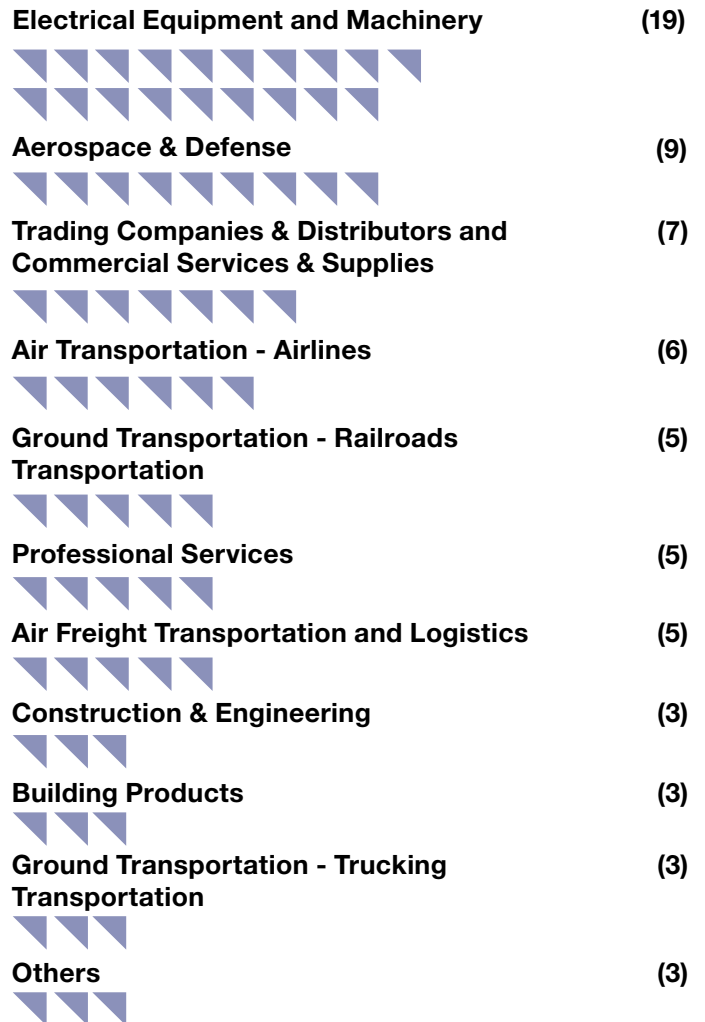 Electrical Equipment and Machinery (19)
Aerospace & Defense (9)
Trading Companies & Distributors and (7)
Commercial Services & Supplies
Air Transportation - Airlines (6)
Ground Transportation - Railroads (5)
Transportation
Professional Services (5)
Air Freight Transportation and Logistics (5)
Construction & Engineering (3)
Building Products (3)
Ground Transportation - Trucking (3)
Transportation
Others (3)